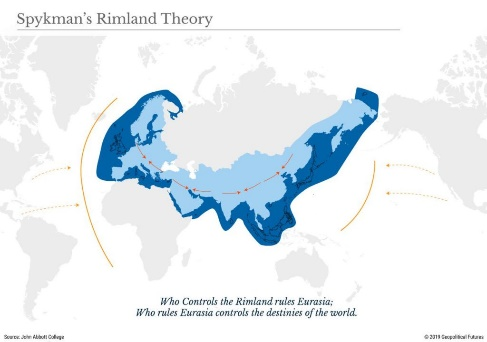 Spykman's Rimland Theory
Who Controls the Rimland rules Eurasia;
Who rules Eurasia controls the destinies of the world.
Source: John Abbott College
© 2019 Geopolitical Futures